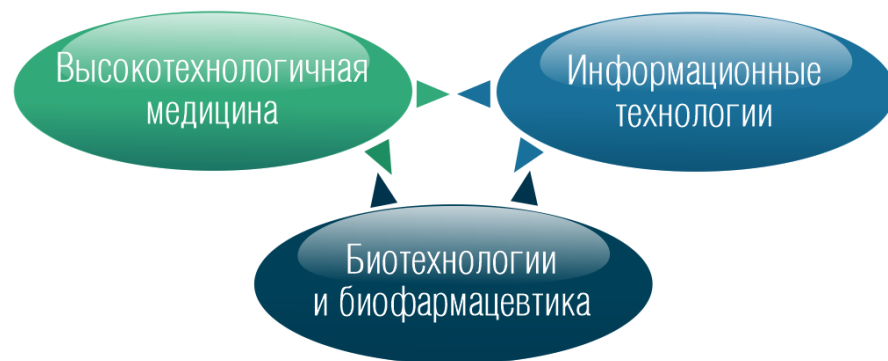 Высокотехнологичная
медицина
Информационные
технологии
Биотехнологии
и биофармацевтика